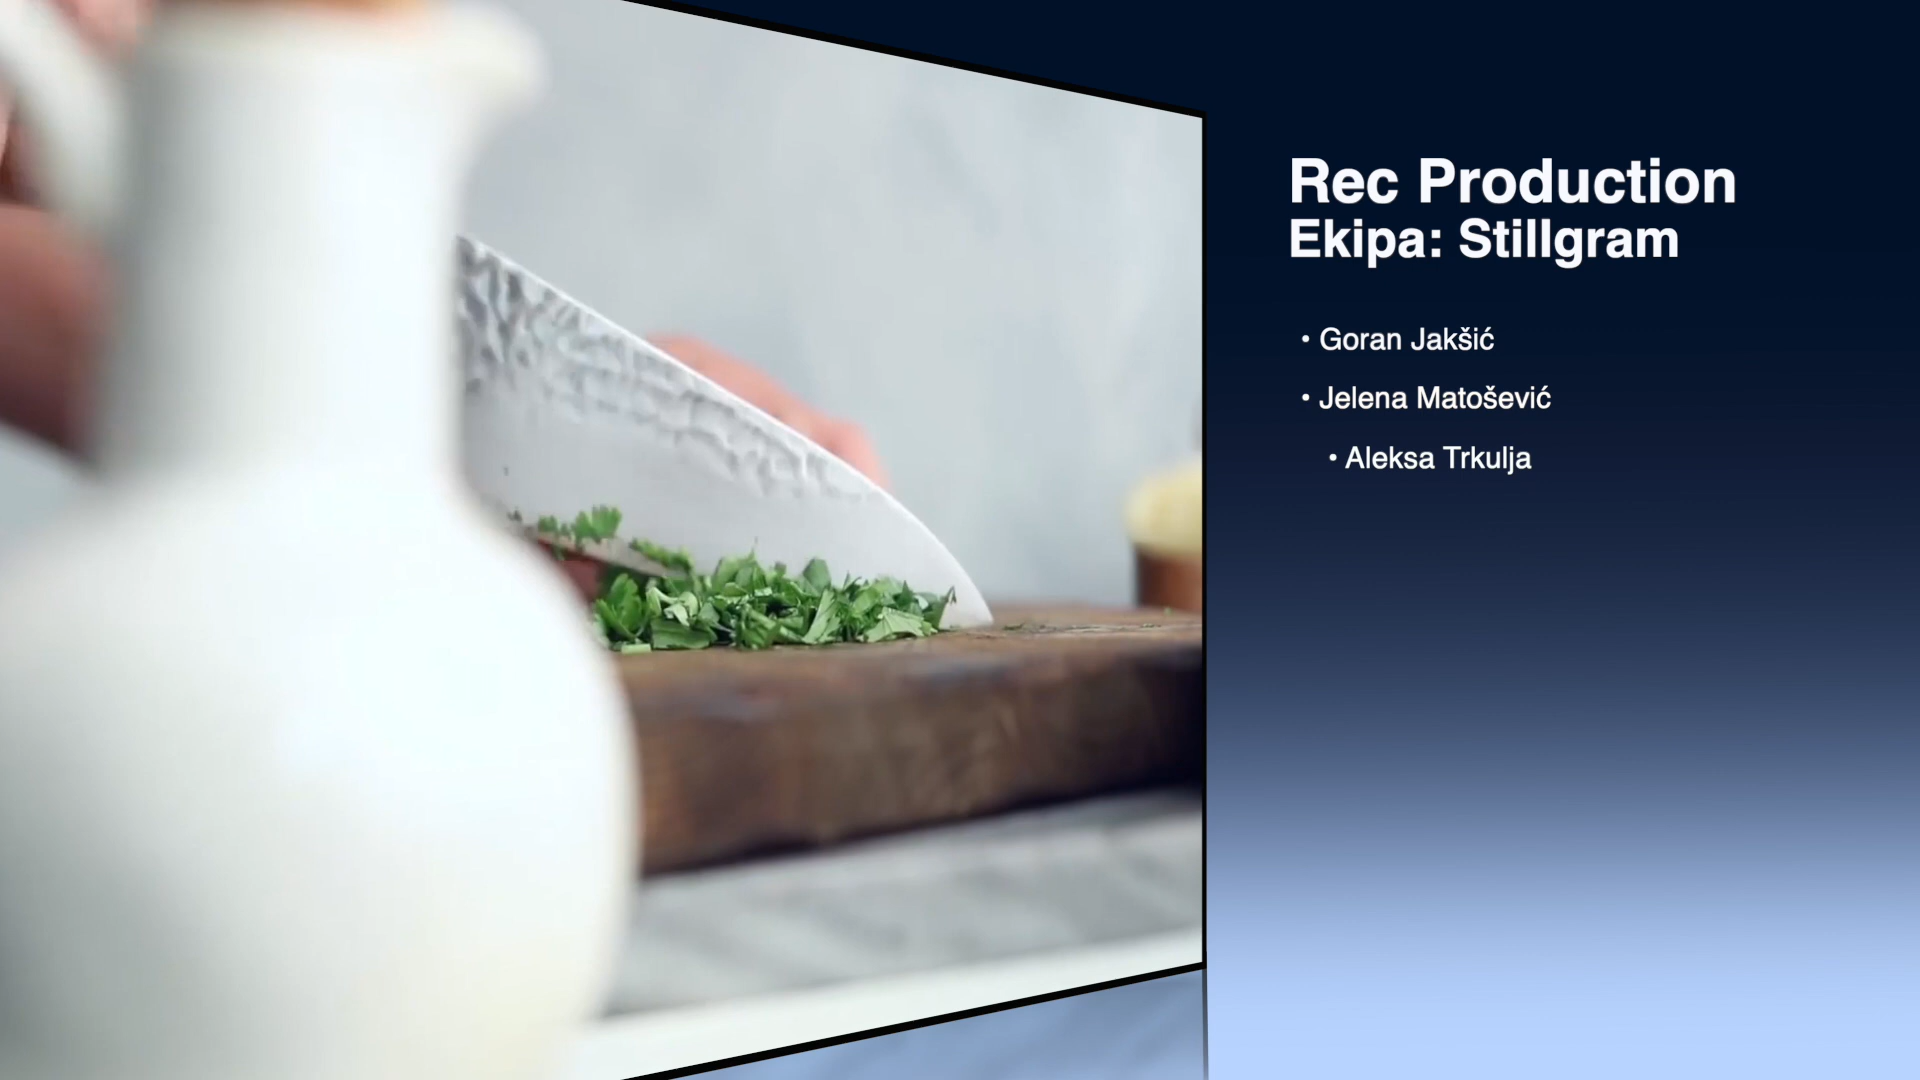 Rec Production
Ekipa: Stillgram
• Goran Jakšić
• Jelena Matošević
• Aleksa Trkulja